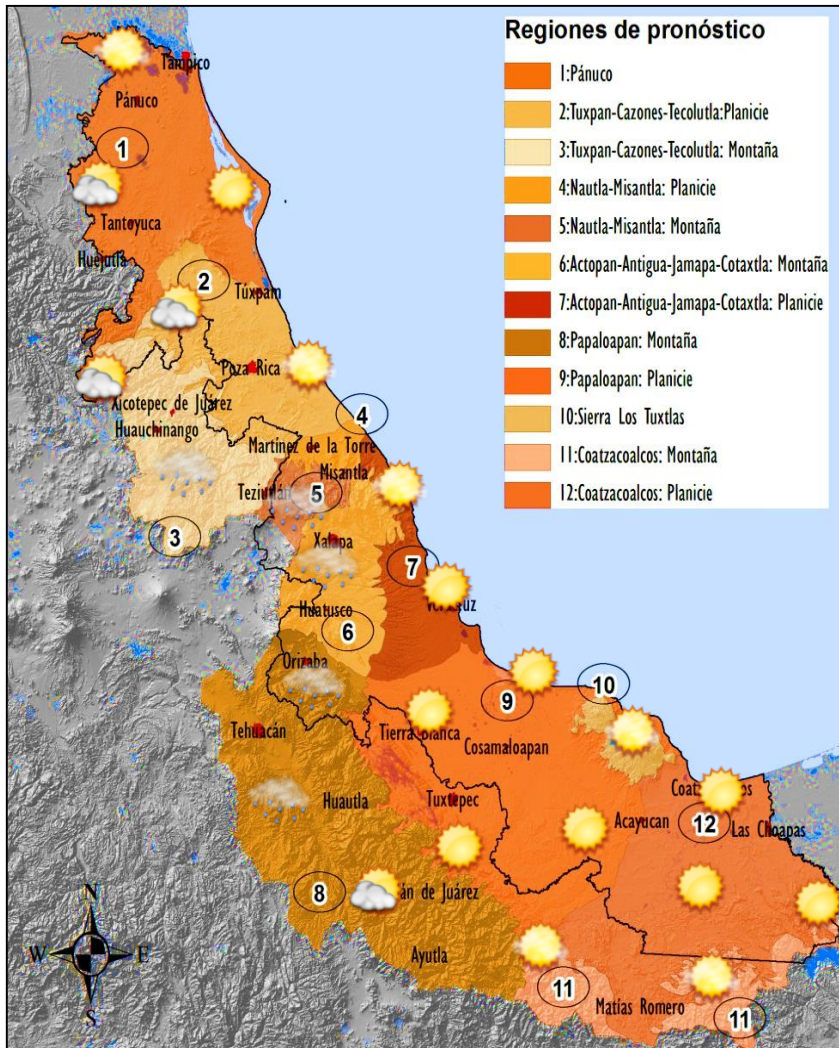 Regiones de pronóstico
1:Pánuco
2:Tuxpan-Cazones-Tecolutla:Planicie
3:Tuxpan-Cazones-Tecolutla: Montaña
4:Nautla-Misantla: Planicie
5:Nautla-Misantla: Montaña
6:Actopan-Antigua-Jamapa-Cotaxtla: Montaña
7:Actopan-Antigua-Jamapa-Cotaxtla: Planicie
8:Papaloapan: Montaña
9:Papaloapan: Planicie
10:Sierra Los Tuxtlas
11:Coatzacoalcos: Montaña
12:Coatzacoalcos: Planicie
Tampico
Pánuco
1
Tantoyuca
Huejutla
2
Túxpam
Poza Rica
Xicotepec de Juárez
Huauchinango
4
Martínez de la Torre
Misantla
Teziutlán
5
3
Xalapa
7
Huatusco
6
Orizaba
10
9
Tehuacán
Tierra Blanca
Cosamaloapan
Huautla
Tuxtepec
Acayucan
12
Las Choapas
8
án de Juárez
Ayutla
11
Matías Romero
11
N
W
E
S